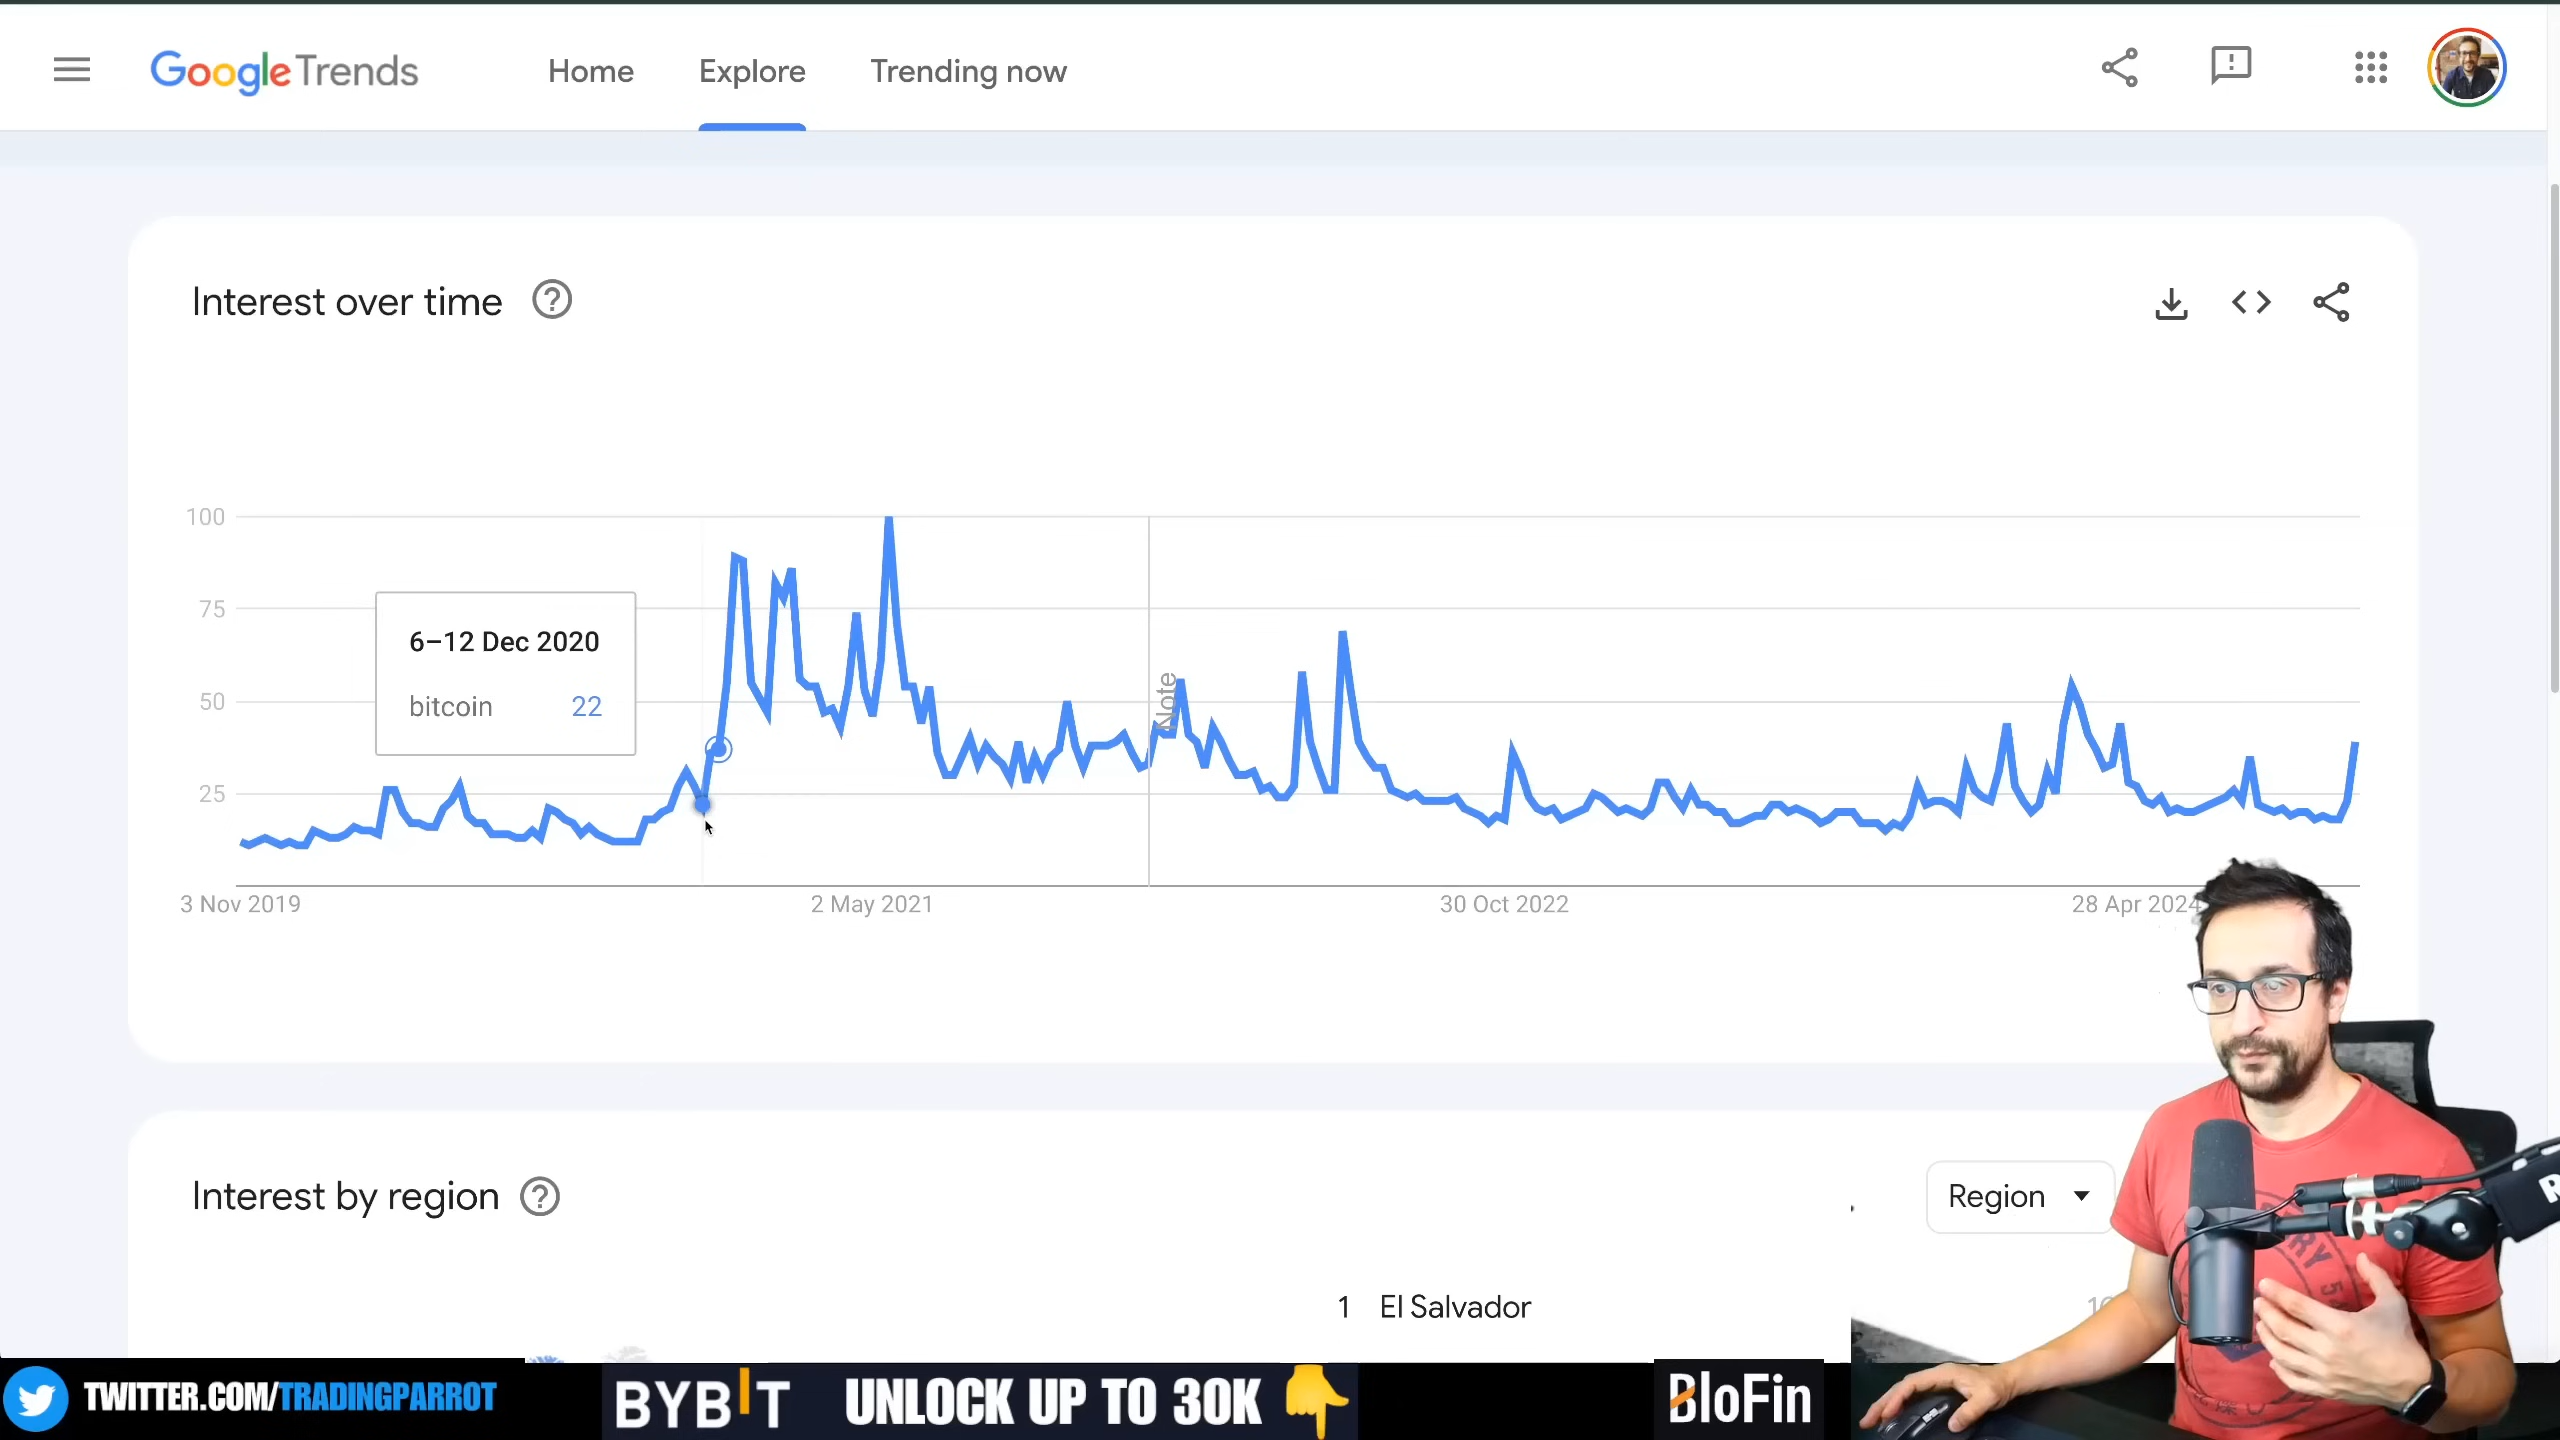 Google Trends
Home
Explore
Trending now
Interest over time
100
75
50
25
6–12 Dec 2020
bitcoin 22
Note
3 Nov 2019
2 May 2021
30 Oct 2022
28 Apr 2024
Interest by region
Region
1 El Salvador
TWITTER.COM/TRADINGPARROT
BYBIT
UNLOCK UP TO 30K
BloFin